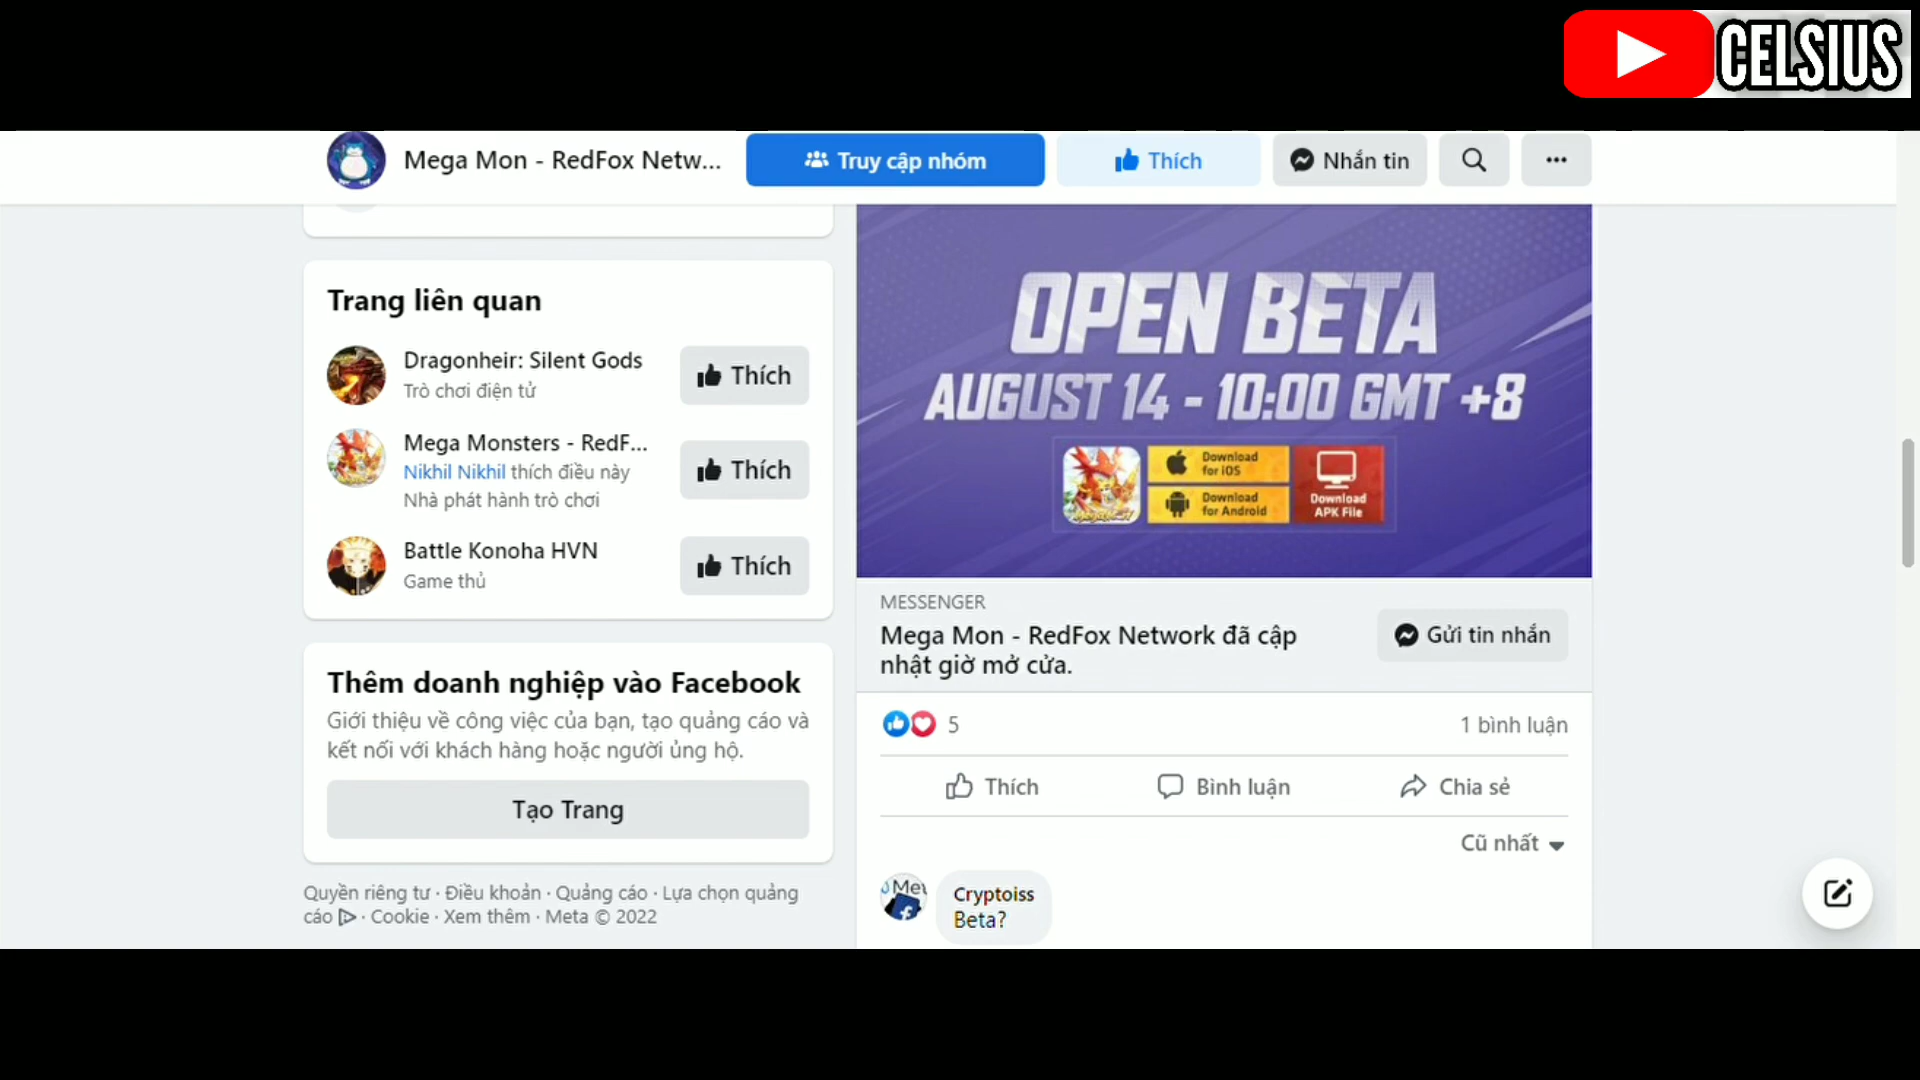 CELSIUS
Mega Mon - RedFox Netw...
Truy cập nhóm
Thích
Nhắn tin
Trang liên quan
Dragonheir: Silent Gods
Trò chơi điện tử
Thích
Mega Monsters - RedF...
Nikhil Nikhil thích điều này
Nhà phát hành trò chơi
Thích
Battle Konoha HVN
Game thủ
Thích
Thêm doanh nghiệp vào Facebook
Giới thiệu về công việc của bạn, tạo quảng cáo và
kết nối với khách hàng hoặc người ủng hộ.
Tạo Trang
Quyền riêng tư · Điều khoản · Quảng cáo · Lựa chọn quảng
cáo · Cookie · Xem thêm · Meta © 2022
OPEN BETA
AUGUST 14 - 10:00 GMT +8
Download
for iOS
Download
for Android
Download
APK File
MESSENGER
Mega Mon - RedFox Network đã cập
nhật giờ mở cửa.
Gửi tin nhắn
5
1 bình luận
Thích
Bình luận
Chia sẻ
Cũ nhất
Cryptoiss
Beta?